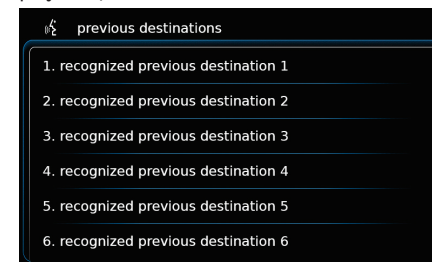 previous destinations
1. recognized previous destination 1
2. recognized previous destination 2
3. recognized previous destination 3
4. recognized previous destination 4
5. recognized previous destination 5
6. recognized previous destination 6